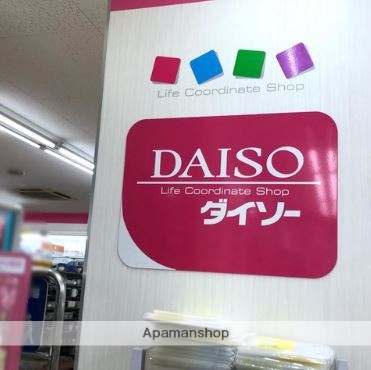 Life Coordinate Shop
DAISO
Life Coordinate Shop
ダイソー
Apamanshop